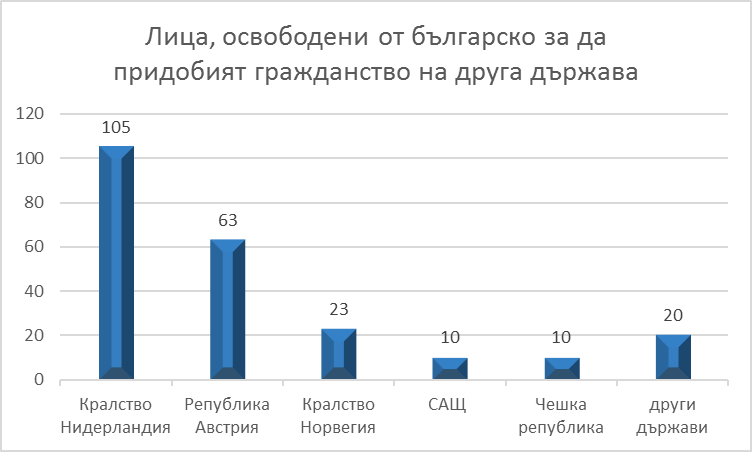 Лица, освободени от българско за да
придобият гражданство на друга държава
120
100
80
60
40
20
0
105
63
23
10
10
20
Кралство
Нидерландия
Република
Австрия
Кралство
Норвегия
САЩ
Чешка
република
други
държави